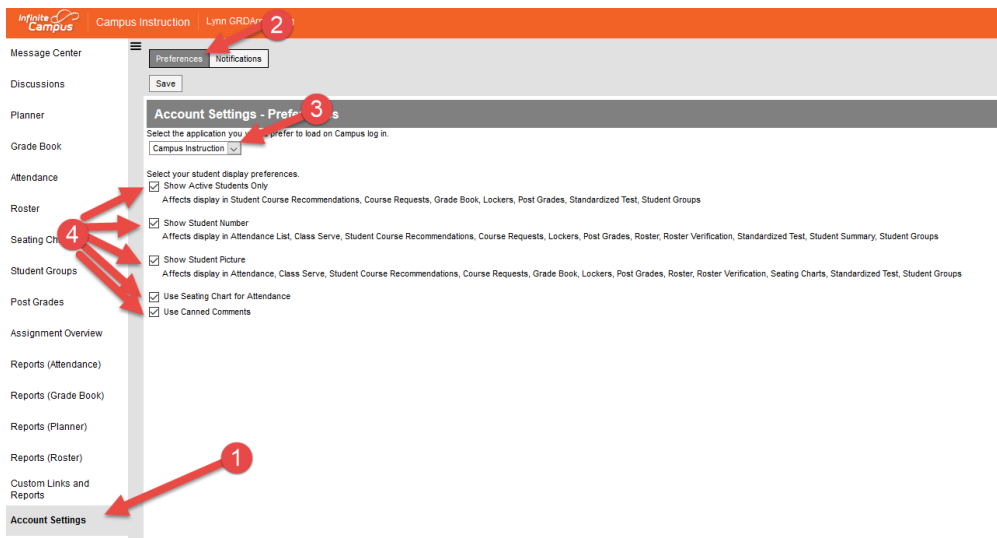 Infinite Campus Campus Instruction Lynn
2
Message Center
Preferences Notifications
Discussions
Save
Planner
Account Settings -
3
Select the application you prefer to load on Campus log in.
Grade Book
Campus Instruction
Attendance
Select your student display preferences.
Show Active Students Only
Affects display in Student Course Recommendations, Course Requests, Grade Book, Lockers, Post Grades, Standardized Test, Student Groups
Roster
Show Student Number
4
Seating
Affects display in Attendance List, Class Serve, Student Course Recommendations, Course Requests, Lockers, Post Grades, Roster, Roster Verification, Standardized Test, Student Summary, Student Groups
Show Student Picture
Student Groups
Affects display in Attendance, Class Serve, Student Course Recommendations, Course Requests, Grade Book, Lockers, Post Grades, Roster, Roster Verification, Seating Charts, Standardized Test, Student Groups
Use Seating Chart for Attendance
Post Grades
Use Canned Comments
Assignment Overview
Reports (Attendance)
Reports (Grade Book)
Reports (Planner)
Reports (Roster)
1
Custom Links and
Reports
Account Settings